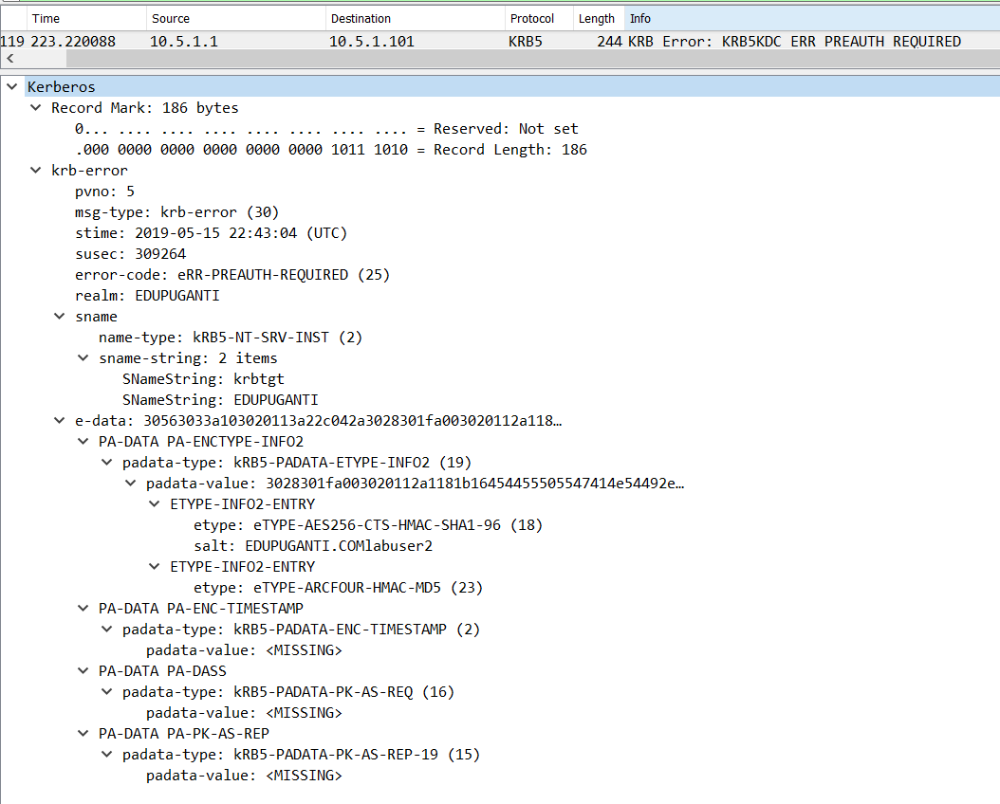 Time Source Destination Protocol Length Info
119 223.220088 10.5.1.1 10.5.1.101 KRB5 244 KRB Error: KRB5KDC ERR PREAUTH REQUIRED
Kerberos
Record Mark: 186 bytes
0... .... .... .... .... .... .... .... = Reserved: Not set
.000 0000 0000 0000 0000 0000 1011 1010 = Record Length: 186
krb-error
pvno: 5
msg-type: krb-error (30)
stime: 2019-05-15 22:43:04 (UTC)
susec: 309264
error-code: eRR-PREAUTH-REQUIRED (25)
realm: EDUPUGANTI
sname
name-type: kRB5-NT-SRV-INST (2)
sname-string: 2 items
SNameString: krbtgt
SNameString: EDUPUGANTI
e-data: 30563033a103020113a22c042a3028301fa003020112a118…
PA-DATA PA-ENCTYPE-INFO2
padata-type: kRB5-PADATA-ETYPE-INFO2 (19)
padata-value: 3028301fa003020112a1181b16454455505547414e54492e…
ETYPE-INFO2-ENTRY
etype: eTYPE-AES256-CTS-HMAC-SHA1-96 (18)
salt: EDUPUGANTI.COMlabuser2
ETYPE-INFO2-ENTRY
etype: eTYPE-ARCFOUR-HMAC-MD5 (23)
PA-DATA PA-ENC-TIMESTAMP
padata-type: kRB5-PADATA-ENC-TIMESTAMP (2)
padata-value: <MISSING>
PA-DATA PA-DASS
padata-type: kRB5-PADATA-PK-AS-REQ (16)
padata-value: <MISSING>
PA-DATA PA-PK-AS-REP
padata-type: kRB5-PADATA-PK-AS-REP-19 (15)
padata-value: <MISSING>